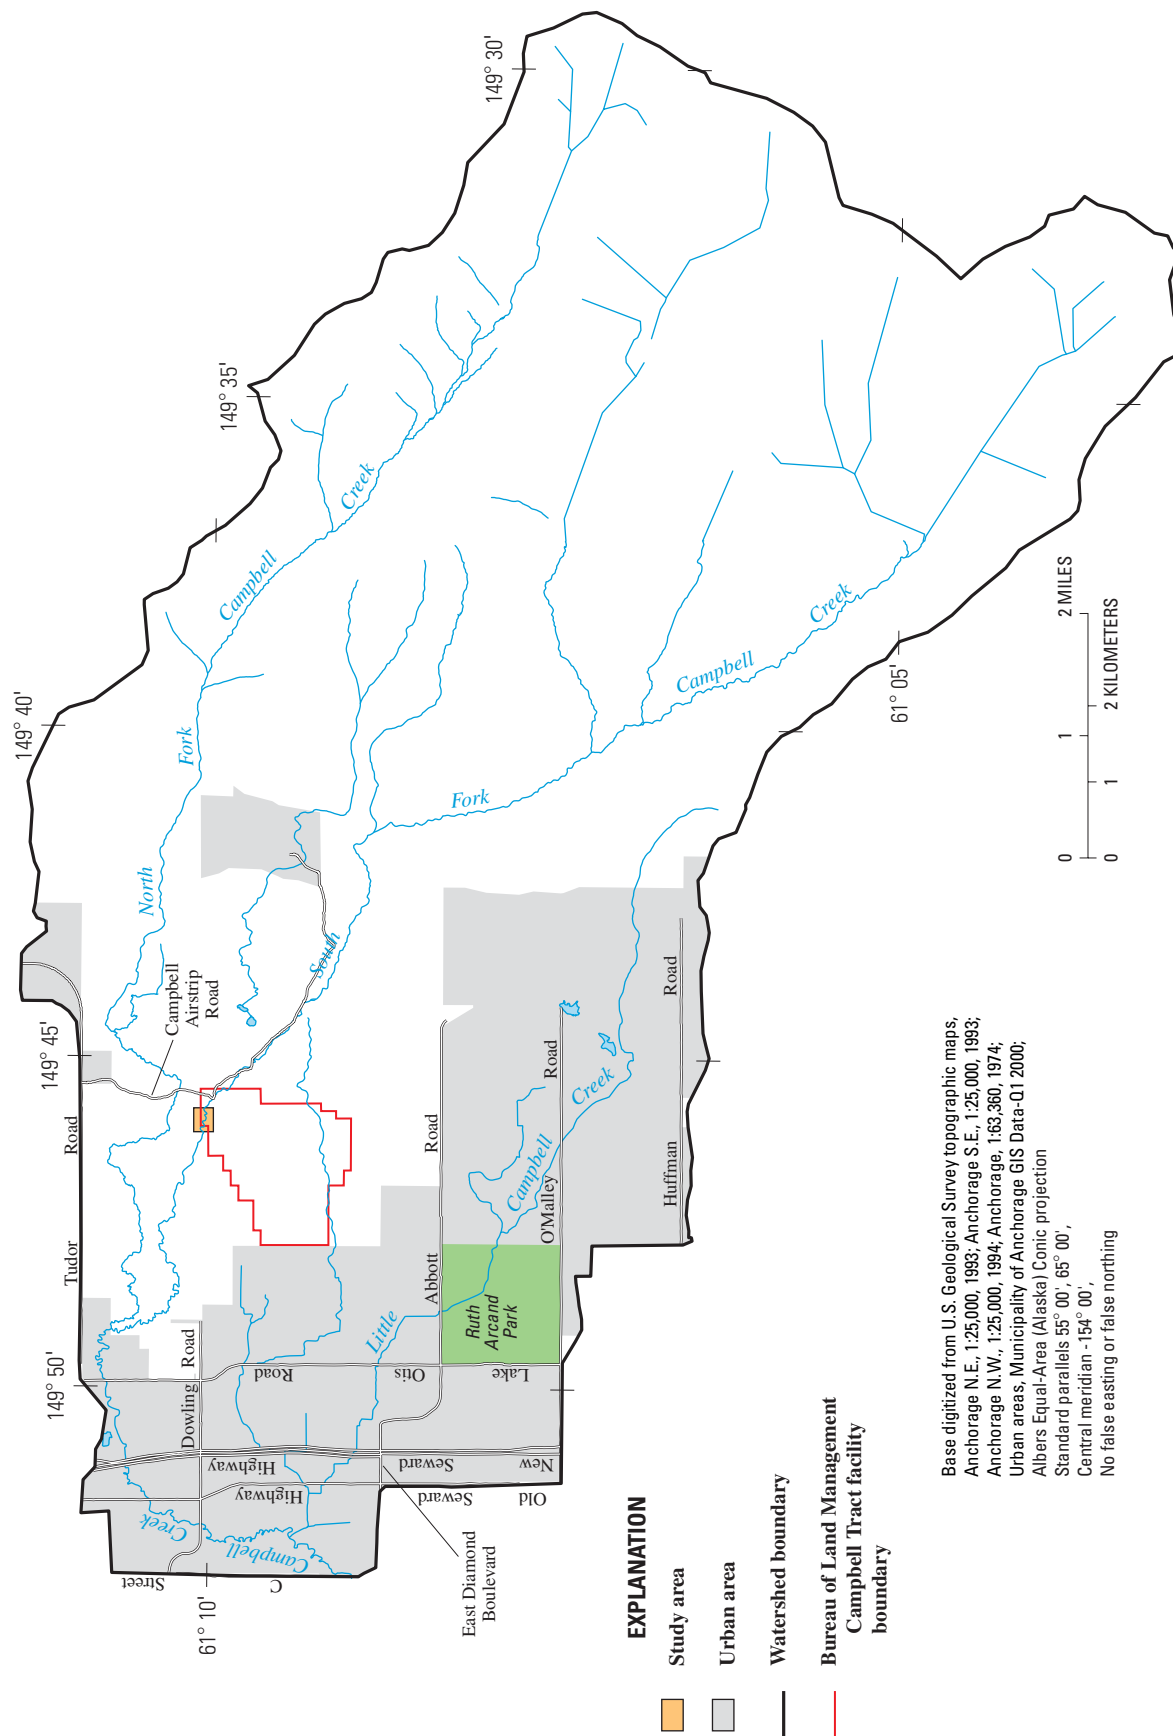 149° 50'
149° 45'
149° 40'
149° 35'
149° 30'
61° 10'
61° 05'
Tudor
Road
Campbell
Airstrip
Road
North
Fork
Campbell
Creek
South
Fork
Campbell
Creek
Dowling
Road
Street
C
Campbell
Creek
Highway
Highway
Old
Seward
New
Seward
Lake
Otis
Road
Little
Campbell
Creek
Abbott
Road
Ruth
Arcand
Park
O'Malley
Road
Huffman
Road
East Diamond
Boulevard
EXPLANATION
Study area
Urban area
Watershed boundary
Bureau of Land Management
Campbell Tract facility
boundary
0 1 2 MILES
0 1 2 KILOMETERS
Base digitized from U.S. Geological Survey topographic maps,
Anchorage N.E., 1:25,000, 1993; Anchorage S.E., 1:25,000, 1993;
Anchorage N.W., 1:25,000, 1994; Anchorage, 1:63,360, 1974;
Urban areas, Municipality of Anchorage GIS Data-Q1 2000;
Albers Equal-Area (Alaska) Conic projection
Standard parallels 55° 00', 65° 00',
Central meridian -154° 00',
No false easting or false northing